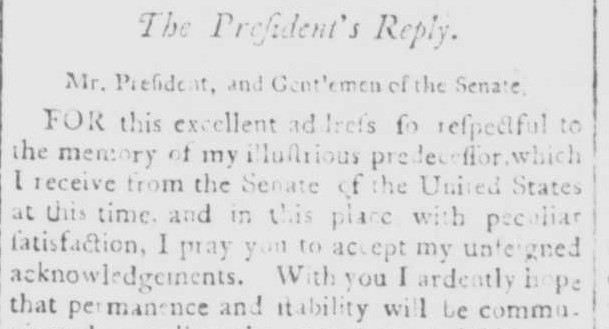 The Preſident's Reply.
Mr. Preſident, and Gentlemen of the Senate,
FOR this excellent addreſs ſo reſpectful to
the memory of my illuſtrious predeceſſor, which
I receive from the Senate of the United States
at this time, and in this place with peculiar
ſatisfaction, I pray you to accept my unfeigned
acknowledgements. With you I ardently hope
that permanence and ſtability will be commu-